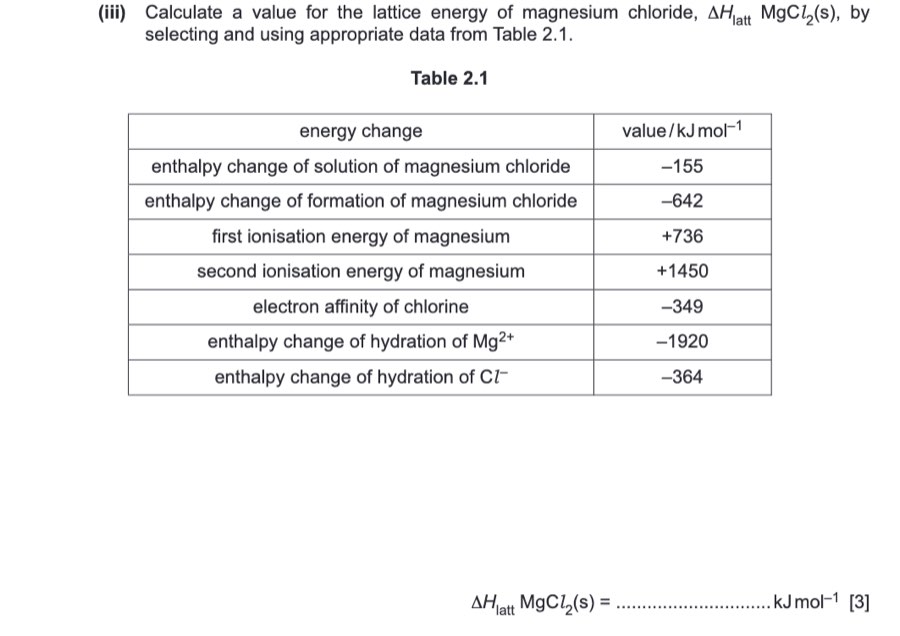 (iii) Calculate a value for the lattice energy of magnesium chloride, ΔHlatt MgCl2(s), by
selecting and using appropriate data from Table 2.1.
Table 2.1
energy change value/kJ mol–1
enthalpy change of solution of magnesium chloride –155
enthalpy change of formation of magnesium chloride –642
first ionisation energy of magnesium +736
second ionisation energy of magnesium +1450
electron affinity of chlorine –349
enthalpy change of hydration of Mg2+ –1920
enthalpy change of hydration of Cl– –364
ΔHlatt MgCl2(s) = .............................. kJ mol–1 [3]